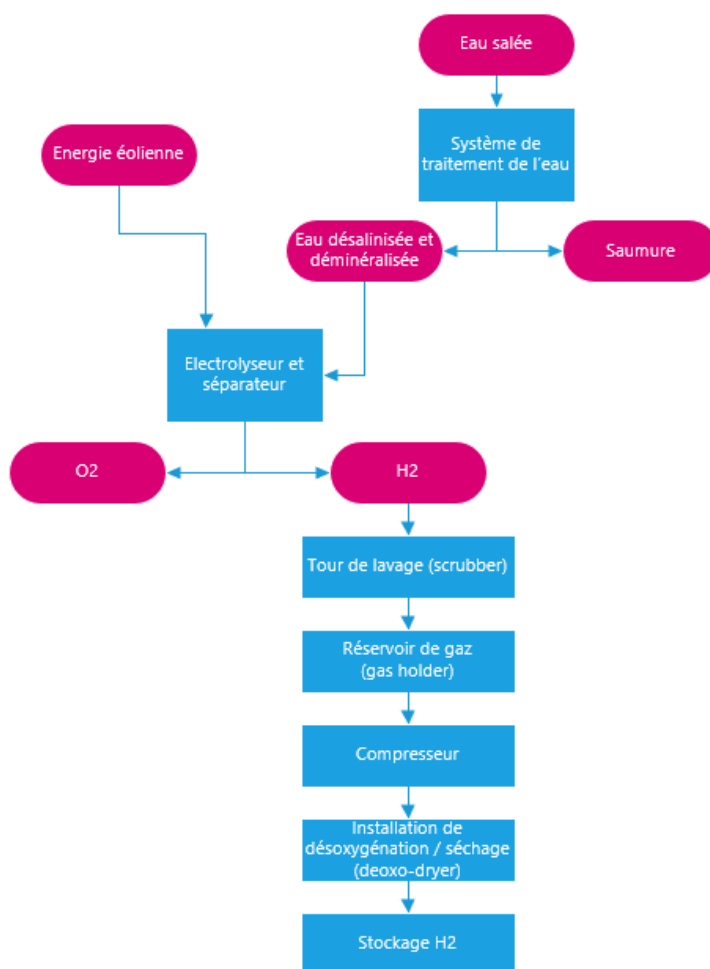 Eau salée
Système de
traitement de l'eau
Energie éolienne
Eau désalinisée et
déminéralisée
Saumure
Electrolyseur et
séparateur
O2
H2
Tour de lavage (scrubber)
Réservoir de gaz
(gas holder)
Compresseur
Installation de
désoxygénation / séchage
(deoxo-dryer)
Stockage H2